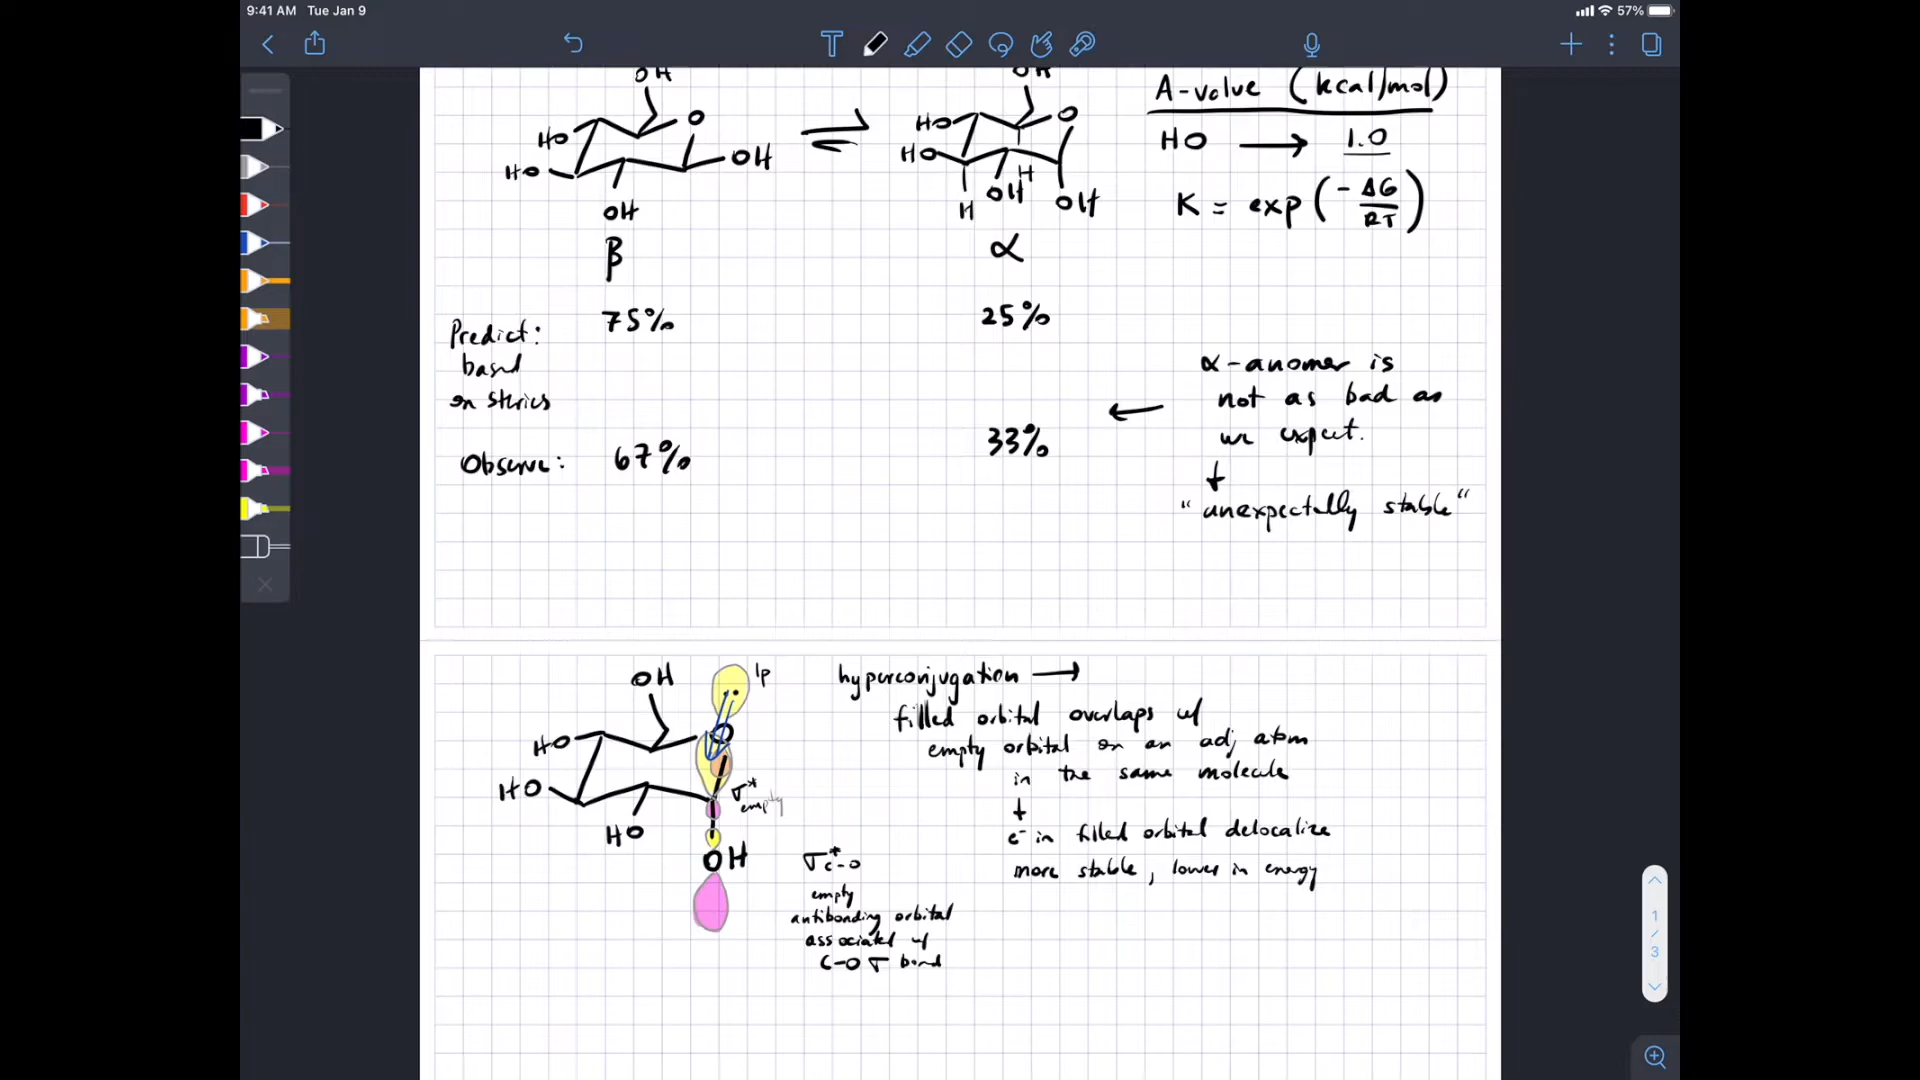 9:41 AM Tue Jan 9
57%
OH
HO
HO
O
OH
OH
β
OH
HO
HO
O
H
OH
H
OH
α
A-value (kcal/mol)
HO → 1.0
K = exp(-ΔG/RT)
Predict:
based
on sterics
75%
25%
Observe:
67%
33%
α-anomer is
not as bad as
we expect.
↓
"unexpectedly stable"
OH
lp
HO
O
HO
σ*
empty
HO
OH
σ*C-O
empty
antibonding orbital
associated w/
C-O σ bond
hyperconjugation →
filled orbital overlaps w/
empty orbital on an adj atom
in the same molecule
↓
e⁻ in filled orbital delocalize
more stable, lower in energy
1
/
3